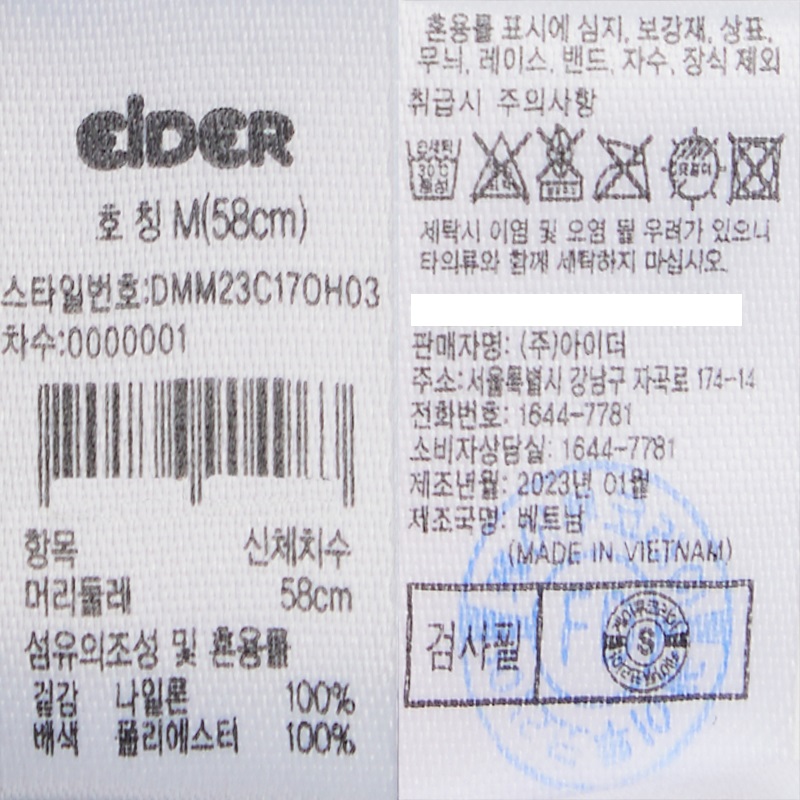 eider
호 칭 M(58cm)
스타일번호:DMM23C17OH03
차수:0000001
항목 신체치수
머리둘레 58cm
섬유의조성 및 혼용률
겉감 나일론 100%
배색 폴리에스터 100%
혼용률 표시에 심지, 보강재, 상표,
무늬, 레이스, 밴드, 자수, 장식 제외
취급시 주의사항
손세탁
30℃
중성
세탁시 이염 및 오염 될 우려가 있으니
타의류와 함께 세탁하지 마십시오.
판매자명: (주)아이더
주소:서울특별시 강남구 자곡로 174-14
전화번호: 1644-7781
소비자상담실: 1644-7781
제조년월: 2023년 01월
제조국명: 베트남
(MADE IN VIETNAM)
검사필
S